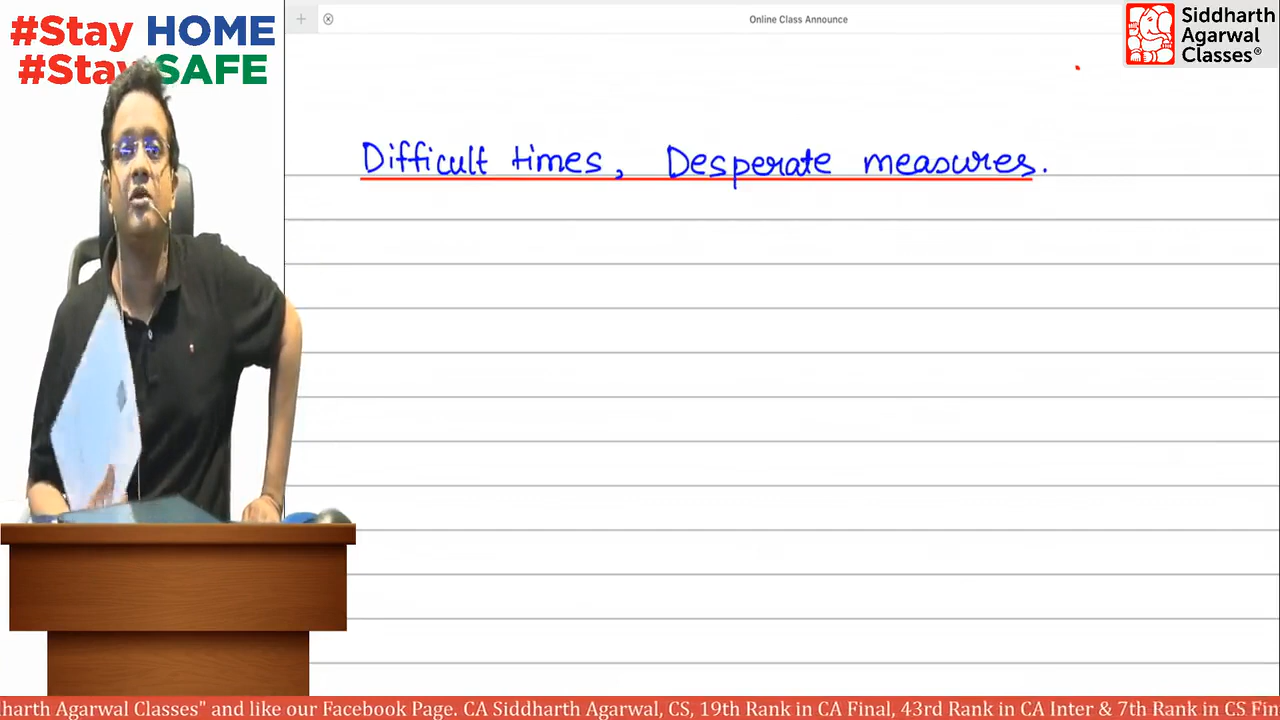 #Stay HOME
#Stay SAFE
Online Class Announce
Siddharth
Agarwal
Classes®
Difficult times, Desperate measures.
harth Agarwal Classes" and like our Facebook Page. CA Siddharth Agarwal, CS, 19th Rank in CA Final, 43rd Rank in CA Inter & 7th Rank in CS Fin